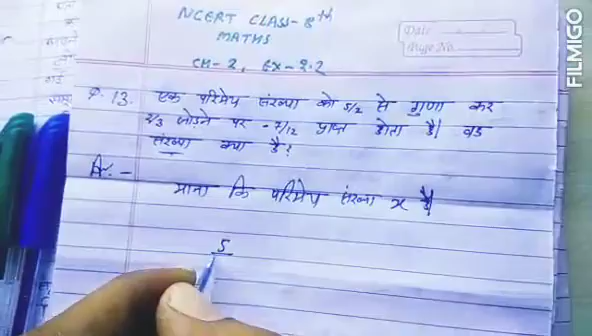 NCERT CLASS-8th
MATHS
CH-2, EX-2.2
Date
Page No.
Q.13. एक परिमेय संख्या को 5/2 से गुणा कर
2/3 जोड़ने पर -7/12 प्राप्त होता है। वह
संख्या क्या है?
माना कि परिमेय संख्या x है।
5
FILMIGO